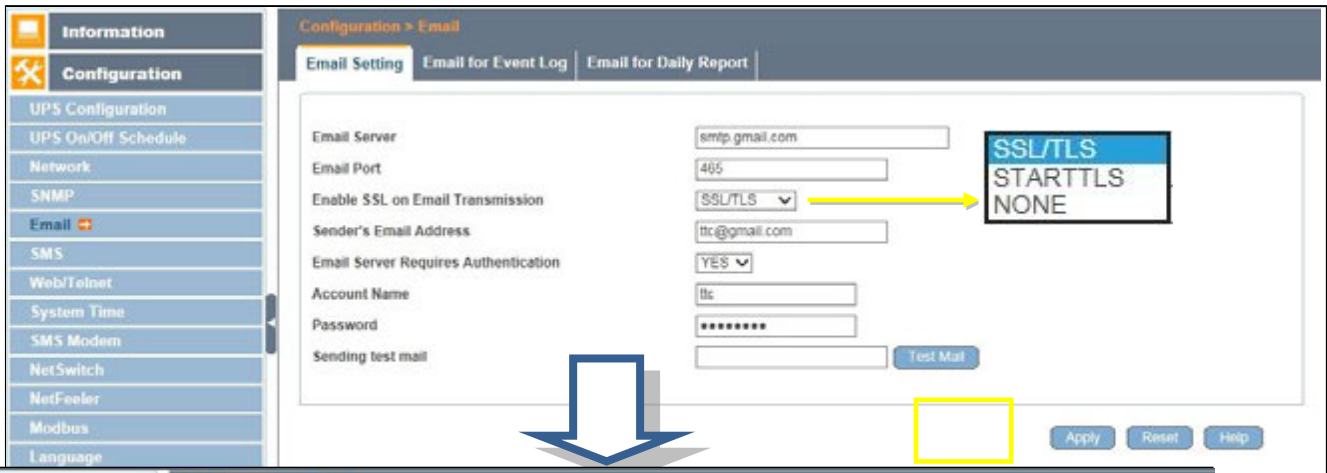 Information
Configuration
UPS Configuration
UPS On/Off Schedule
Network
SNMP
Email
SMS
Web/Telnet
System Time
SMS Modem
NetSwitch
NetFeeler
Modbus
Language
Configuration > Email
Email Setting Email for Event Log Email for Daily Report
Email Server smtp.gmail.com
Email Port 465
Enable SSL on Email Transmission SSL/TLS
Sender's Email Address ttc@gmail.com
Email Server Requires Authentication YES
Account Name ttc
Password ••••••••
Sending test mail Test Mail
SSL/TLS
STARTTLS
NONE
Apply Reset Help